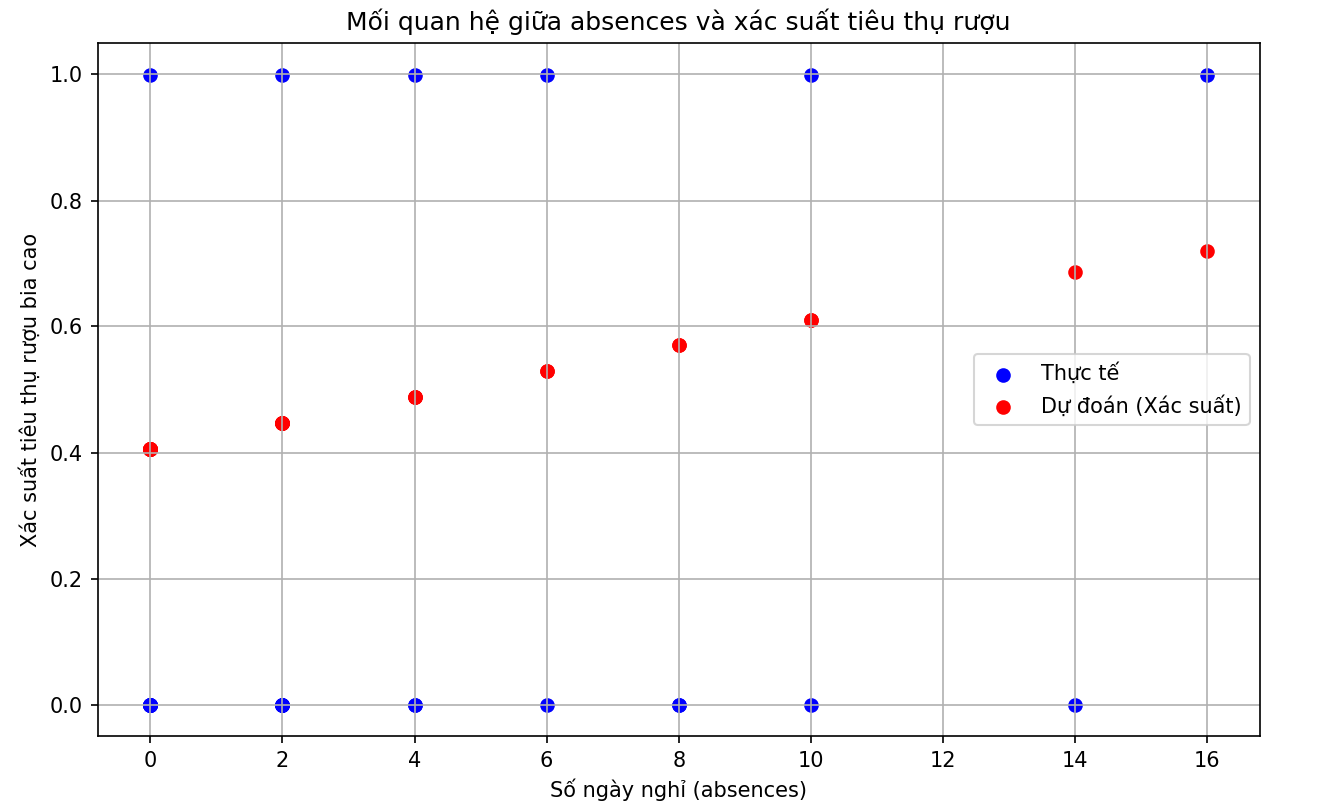 Mối quan hệ giữa absences và xác suất tiêu thụ rượu
Xác suất tiêu thụ rượu bia cao
1.0
0.8
0.6
0.4
0.2
0.0
Thực tế
Dự đoán (Xác suất)
0 2 4 6 8 10 12 14 16
Số ngày nghỉ (absences)